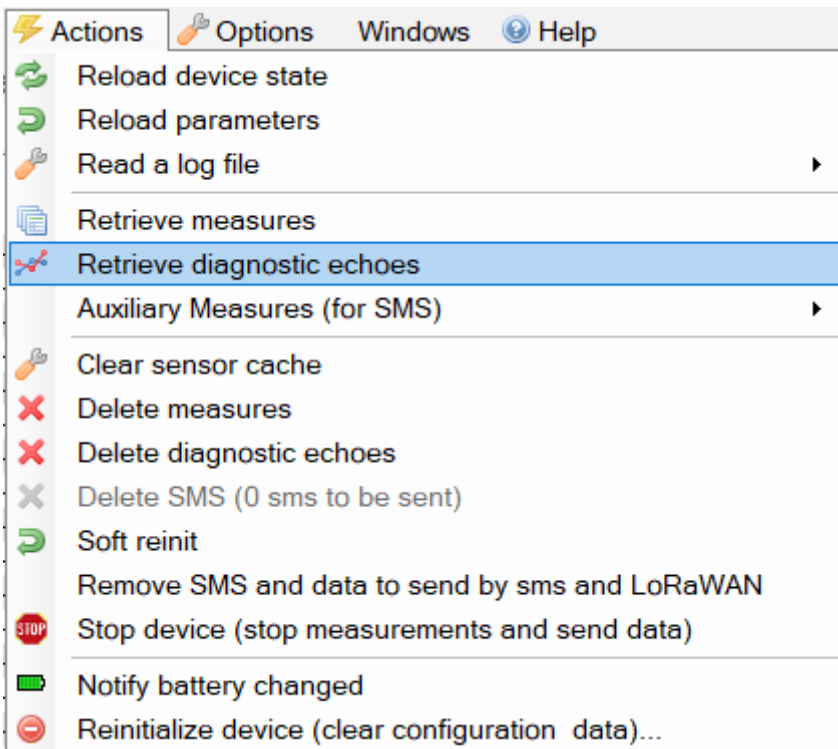 Actions Options Windows Help
Reload device state
Reload parameters
Read a log file
Retrieve measures
Retrieve diagnostic echoes
Auxiliary Measures (for SMS)
Clear sensor cache
Delete measures
Delete diagnostic echoes
Delete SMS (0 sms to be sent)
Soft reinit
Remove SMS and data to send by sms and LoRaWAN
STOP Stop device (stop measurements and send data)
Notify battery changed
Reinitialize device (clear configuration  data)...